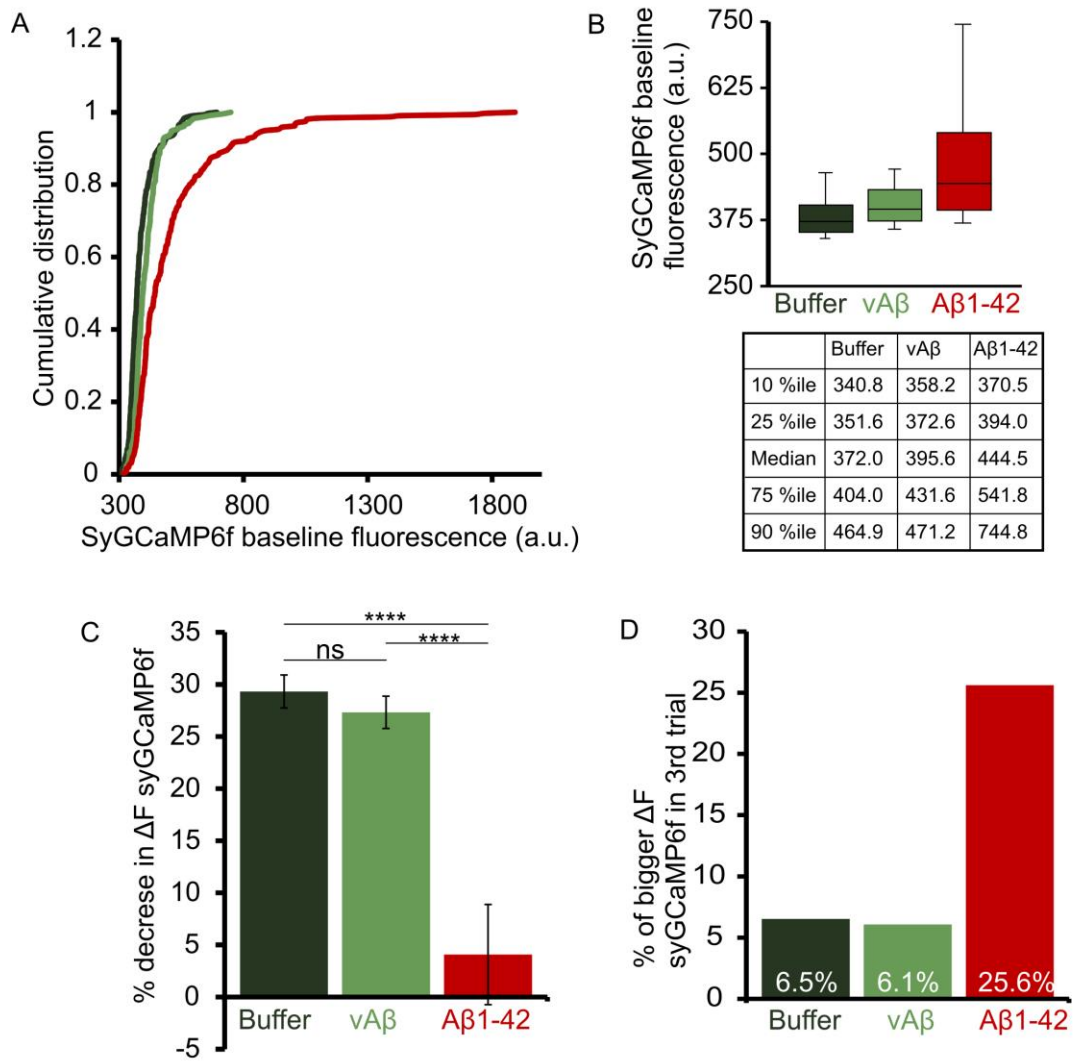 A
1.2
1
0.8
0.6
0.4
0.2
0
Cumulative distribution
300 800 1300 1800
SyGCaMP6f baseline fluorescence (a.u.)
B
SyGCaMP6f baseline
fluorescence (a.u.)
750
625
500
375
250
Buffer vAβ Aβ1-42
Buffer vAβ Aβ1-42
10 %ile 340.8 358.2 370.5
25 %ile 351.6 372.6 394.0
Median 372.0 395.6 444.5
75 %ile 404.0 431.6 541.8
90 %ile 464.9 471.2 744.8
C
% decrese in ΔF syGCaMP6f
35
30
25
20
15
10
5
0
-5
****
ns ****
Buffer vAβ Aβ1-42
D
% of bigger ΔF
syGCaMP6f in 3rd trial
30
25
20
15
10
5
0
6.5% 6.1% 25.6%
Buffer vAβ Aβ1-42